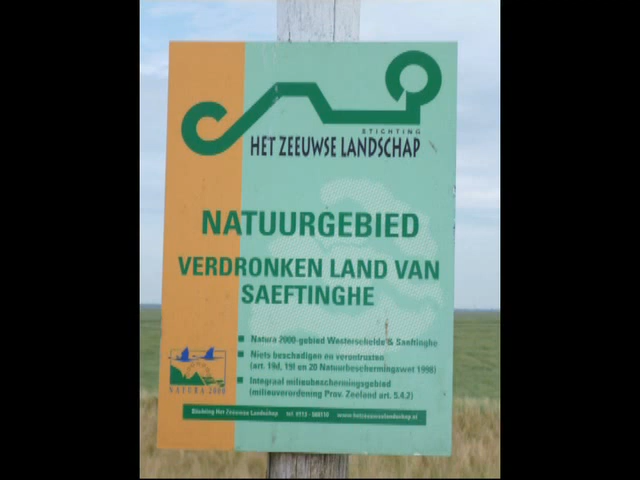 STICHTING
HET ZEEUWSE LANDSCHAP
NATUURGEBIED
VERDRONKEN LAND VAN
SAEFTINGHE
Natura 2000-gebied Westerschelde & Saeftinghe
Niets beschadigen en verontrusten
(art. 19d, 19l en 20 Natuurbeschermingswet 1998)
Integraal milieubeschermingsgebied
(milieuverordening Prov. Zeeland art. 5.4.2)
NATURA 2000
Stichting Het Zeeuwse Landschap tel. 0113 - 569110 www.hetzeeuwselandschap.nl